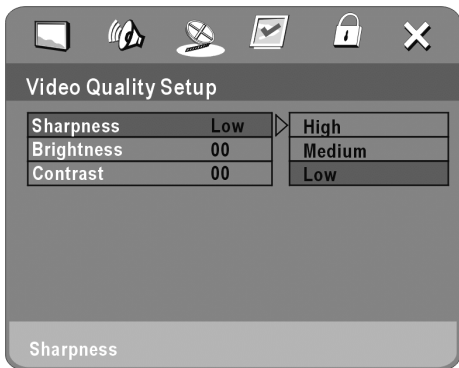 Video Quality Setup
Sharpness Low High
Brightness 00 Medium
Contrast 00 Low
Sharpness